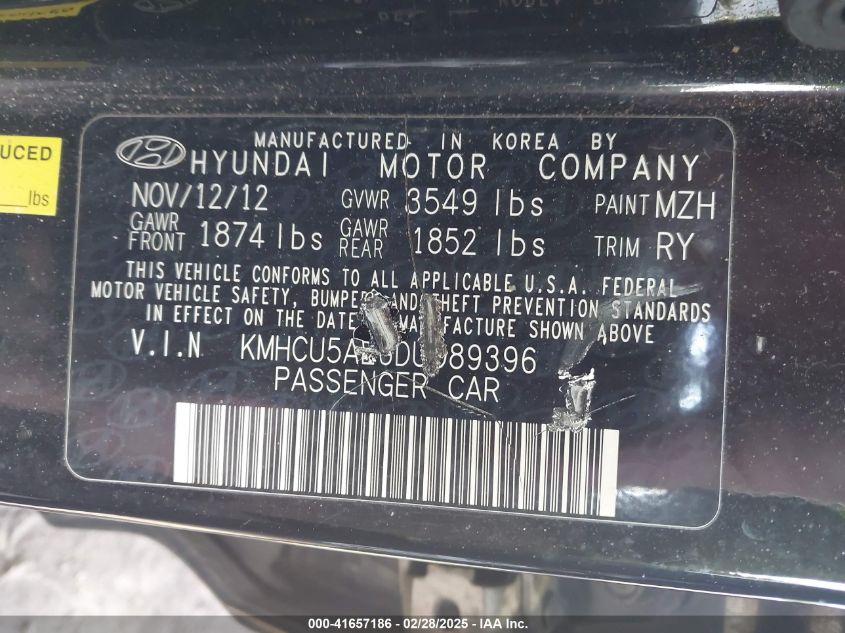 UCED
lbs
MANUFACTURED IN KOREA BY
HYUNDAI MOTOR COMPANY
NOV/12/12 GVWR 3549 lbs PAINT MZH
GAWR FRONT 1874 lbs GAWR REAR 1852 lbs TRIM RY
THIS VEHICLE CONFORMS TO ALL APPLICABLE U.S.A. FEDERAL
MOTOR VEHICLE SAFETY, BUMPER AND THEFT PREVENTION STANDARDS
IN EFFECT ON THE DATE MANUFACTURE SHOWN ABOVE
V.I.N
PASSENGER CAR
000-41657186 - 02/28/2025 - IAA Inc.